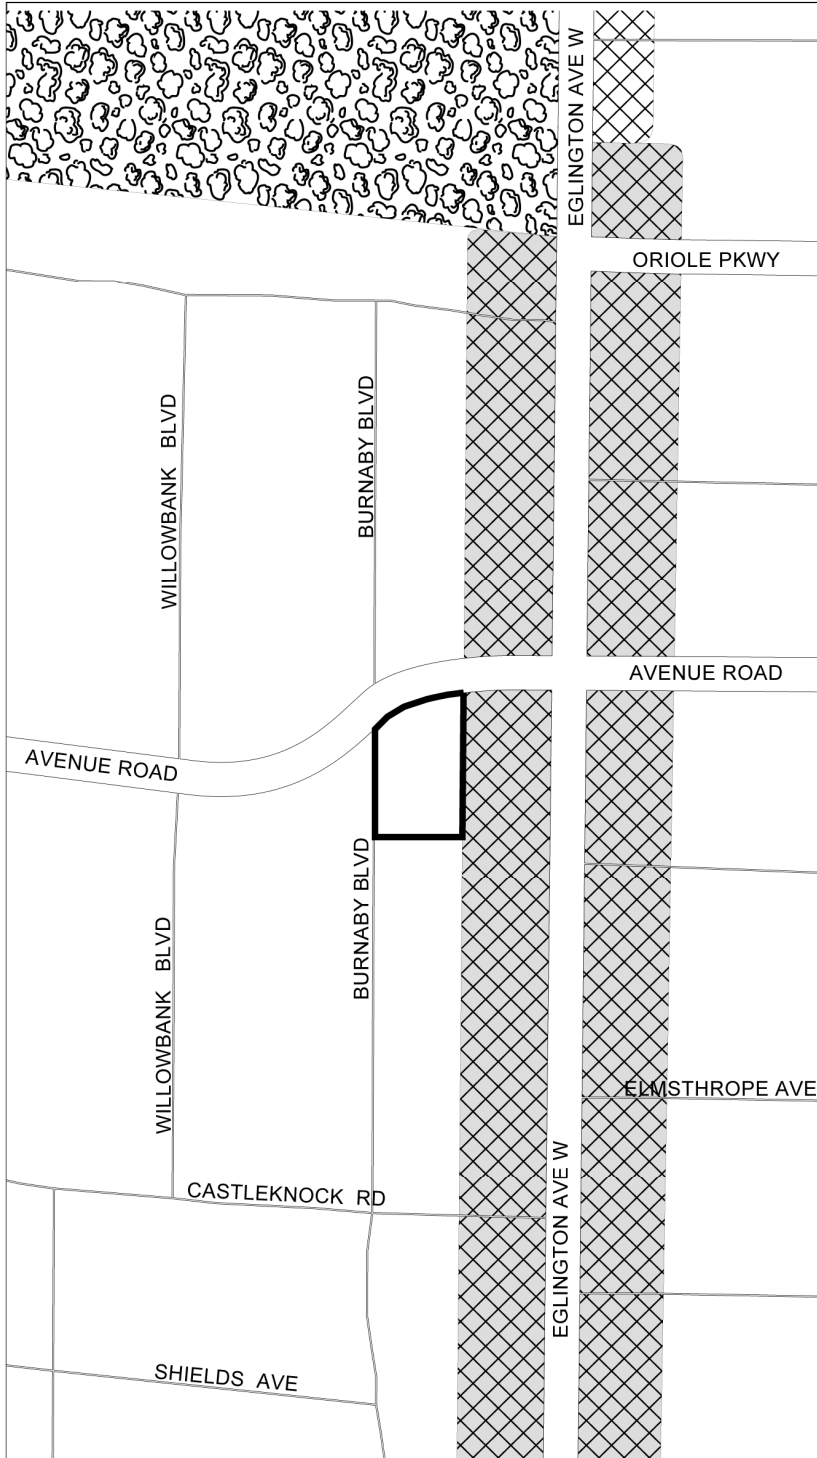 EGLINGTON AVE W
ORIOLE PKWY
WILLOWBANK BLVD
BURNABY BLVD
AVENUE ROAD
AVENUE ROAD
BURNABY BLVD
WILLOWBANK BLVD
ELMSTHROPE AVE
EGLINGTON AVE W
CASTLEKNOCK RD
SHIELDS AVE